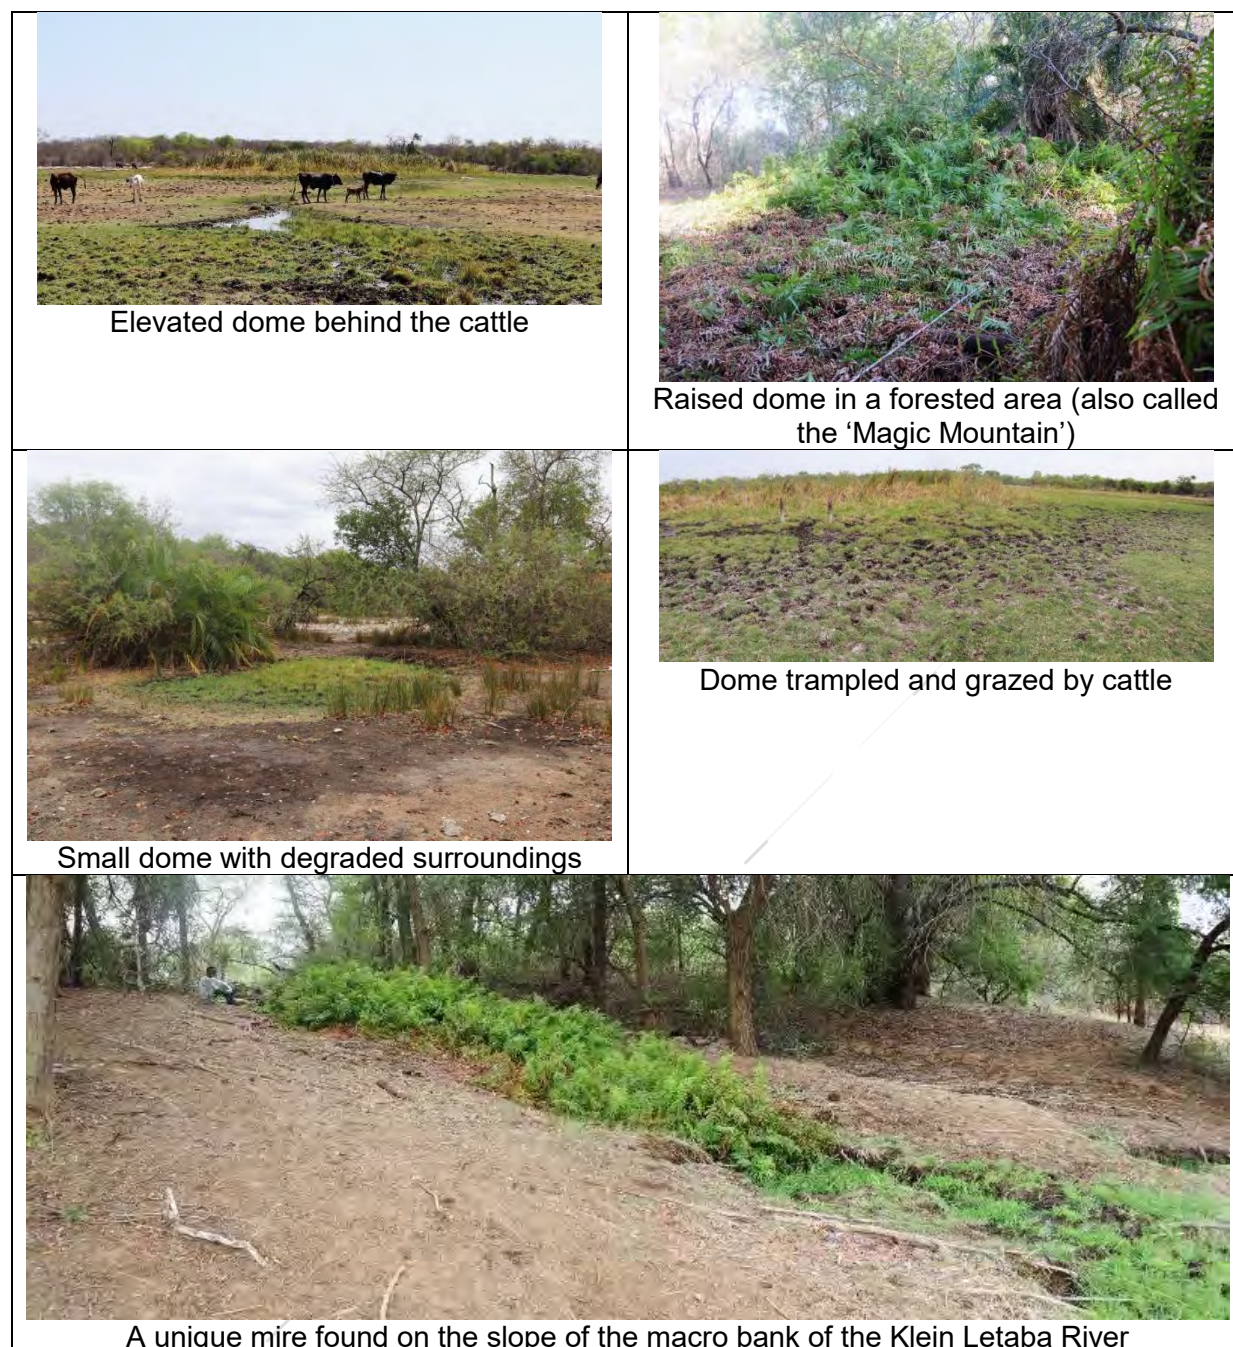 Elevated dome behind the cattle
Raised dome in a forested area (also called
the ‘Magic Mountain’)
Small dome with degraded surroundings
Dome trampled and grazed by cattle
A unique mire found on the slope of the macro bank of the Klein Letaba River